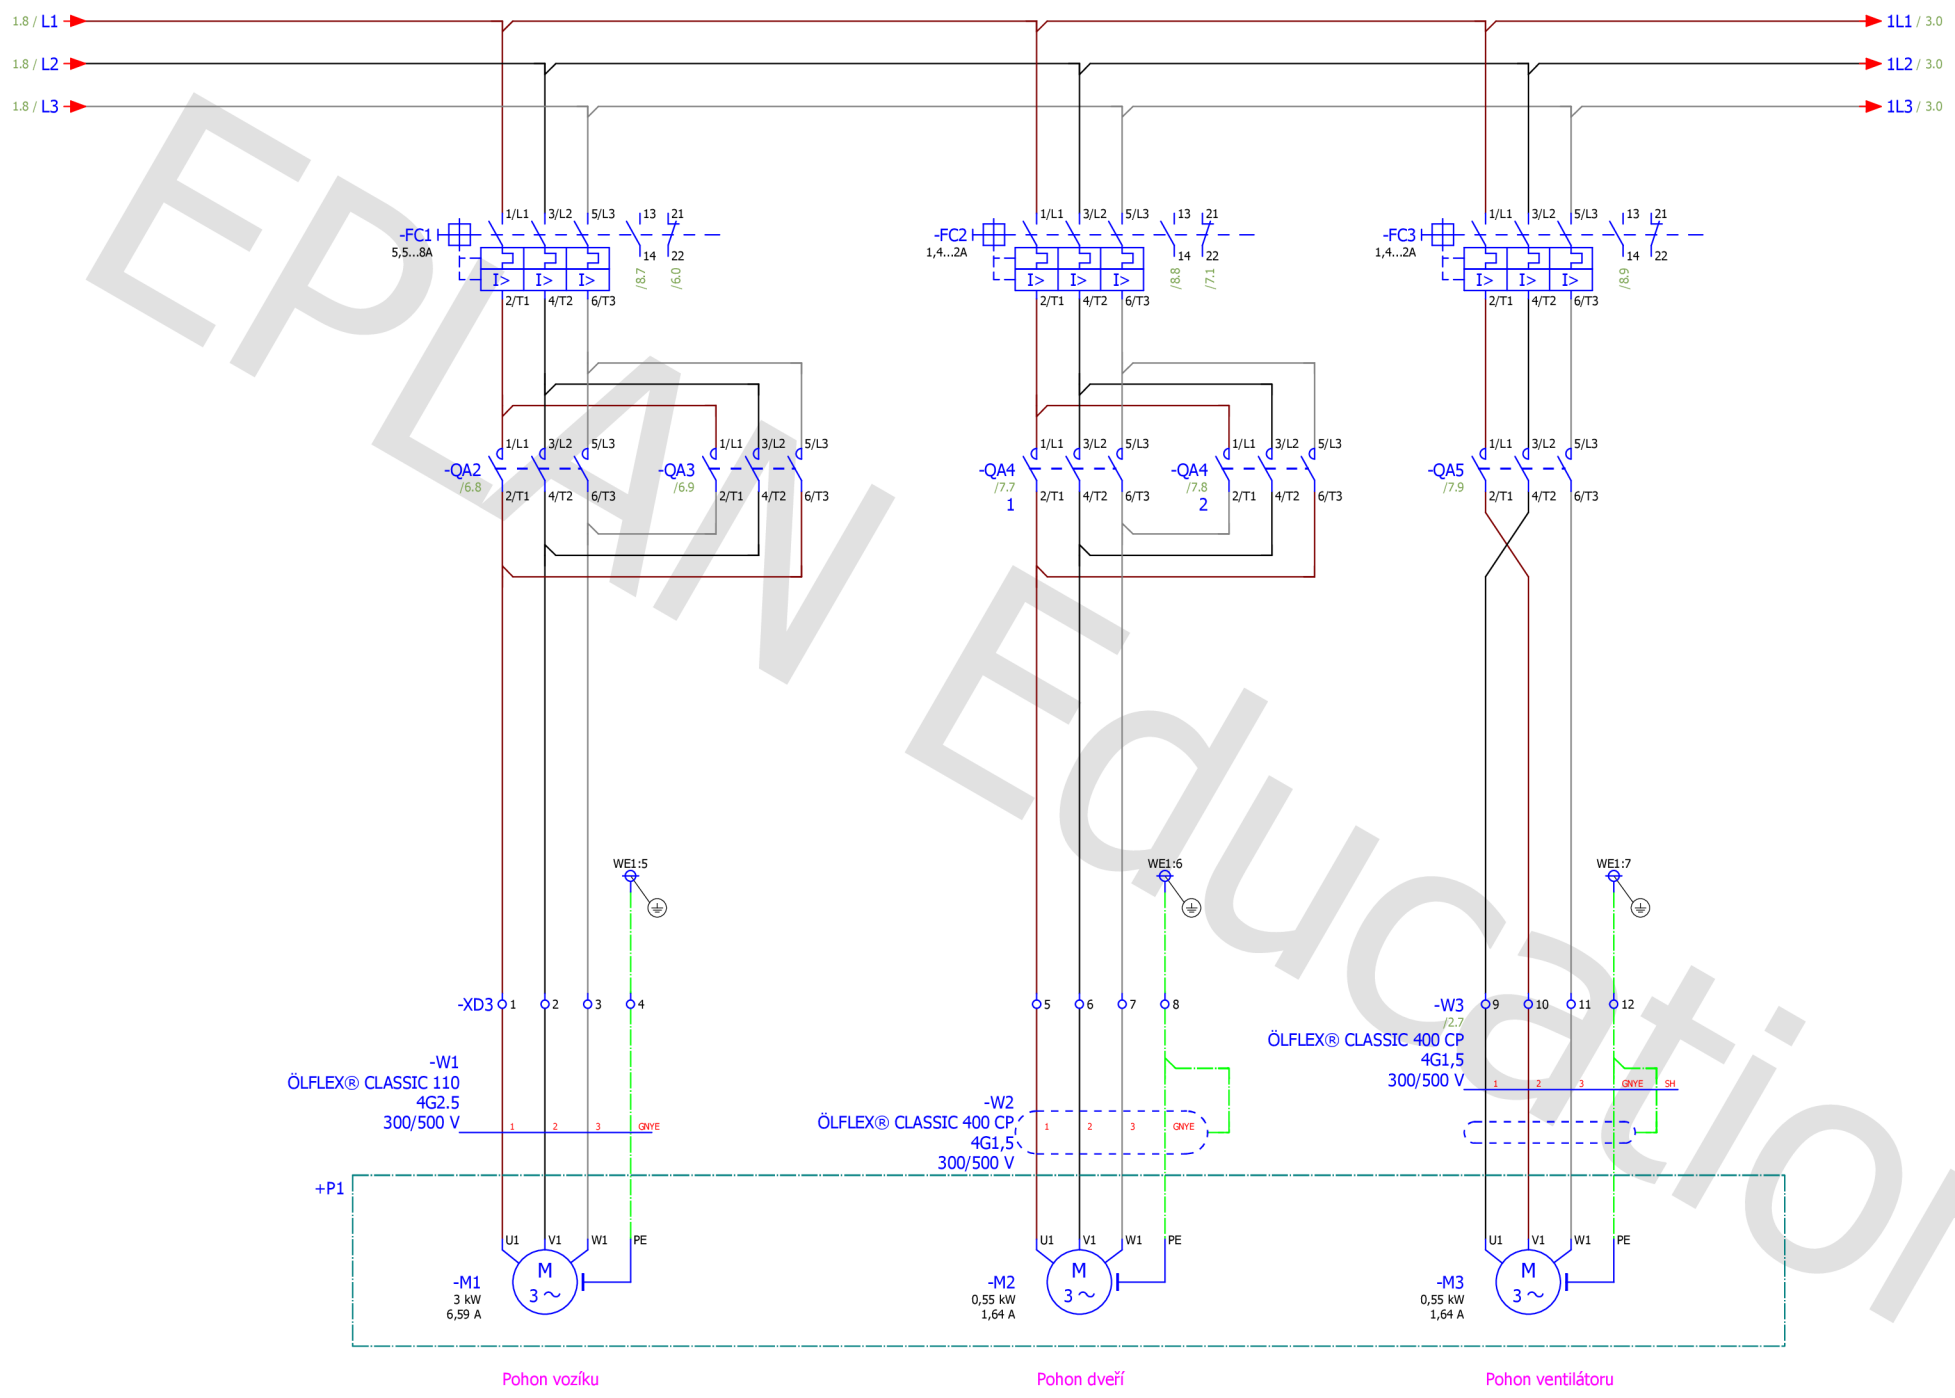 1.8 / L1
1L1 / 3.0
1.8 / L2
1L2 / 3.0
1.8 / L3
1L3 / 3.0
1/L1 3/L2 5/L3 13 21
1/L1 3/L2 5/L3 13 21
1/L1 3/L2 5/L3 13 21
-FC1
5,5...8A
-FC2
1,4...2A
-FC3
1,4...2A
14 22
14 22
14 22
I> I> I>
I> I> I>
I> I> I>
/8.7 /6.0
/8.8 /7.1
/8.9
2/T1 4/T2 6/T3
2/T1 4/T2 6/T3
2/T1 4/T2 6/T3
1/L1 3/L2 5/L3
1/L1 3/L2 5/L3
1/L1 3/L2 5/L3
1/L1 3/L2 5/L3
1/L1 3/L2 5/L3
-QA2
/6.8
-QA3
/6.9
-QA4
/7.7
1
-QA4
/7.8
2
-QA5
/7.9
2/T1 4/T2 6/T3
2/T1 4/T2 6/T3
2/T1 4/T2 6/T3
2/T1 4/T2 6/T3
2/T1 4/T2 6/T3
EPLAN Education
WE1:5
WE1:6
WE1:7
-XD3 1 2 3 4
5 6 7 8
-W3 9 10 11 12
/2.7
ÖLFLEX® CLASSIC 400 CP
4G1,5
300/500 V
1 2 3 GNYE SH
-W1
ÖLFLEX® CLASSIC 110
4G2.5
300/500 V
1 2 3 GNYE
-W2
ÖLFLEX® CLASSIC 400 CP
4G1,5
300/500 V
1 2 3 GNYE
+P1
U1 V1 W1 PE
U1 V1 W1 PE
U1 V1 W1 PE
-M1
3 kW
6,59 A
M
3 ~
-M2
0,55 kW
1,64 A
M
3 ~
-M3
0,55 kW
1,64 A
M
3 ~
Pohon vozíku
Pohon dveří
Pohon ventilátoru